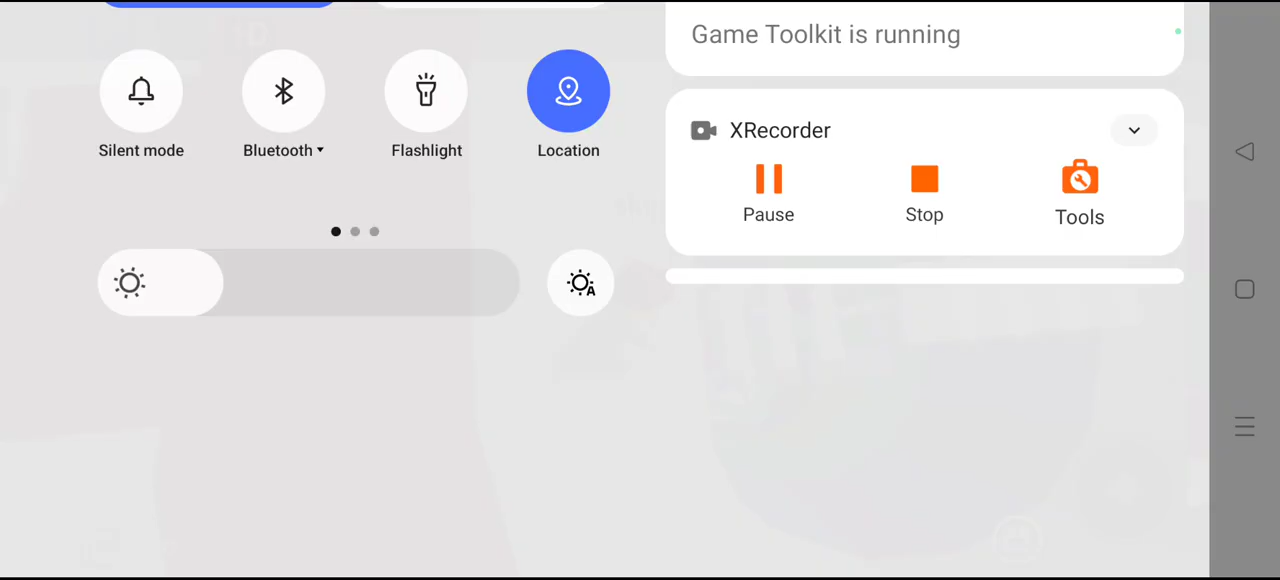 Game Toolkit is running
XRecorder
Pause
Stop
Tools
Silent mode
Bluetooth
Flashlight
Location
A